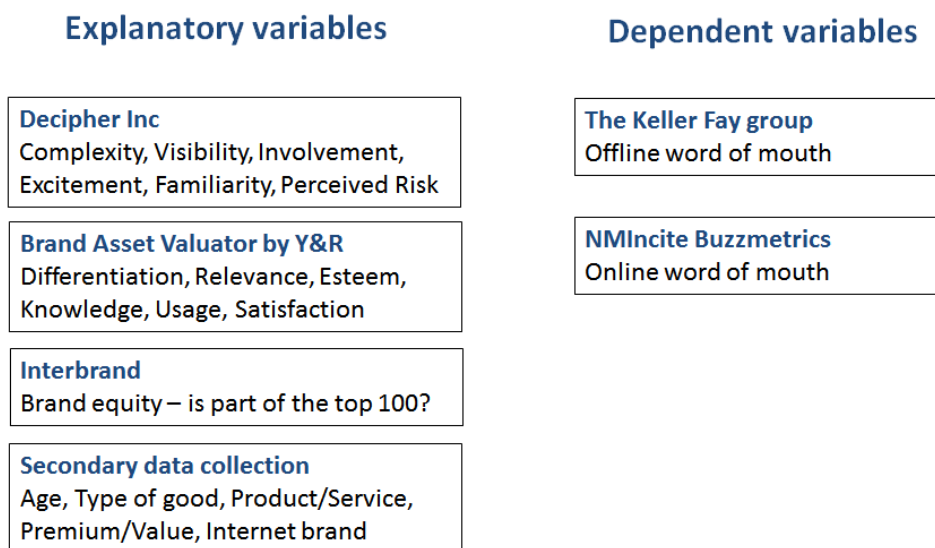 Explanatory variables
Decipher Inc
Complexity, Visibility, Involvement,
Excitement, Familiarity, Perceived Risk
Brand Asset Valuator by Y&R
Differentiation, Relevance, Esteem,
Knowledge, Usage, Satisfaction
Interbrand
Brand equity – is part of the top 100?
Secondary data collection
Age, Type of good, Product/Service,
Premium/Value, Internet brand
Dependent variables
The Keller Fay group
Offline word of mouth
NMIncite Buzzmetrics
Online word of mouth